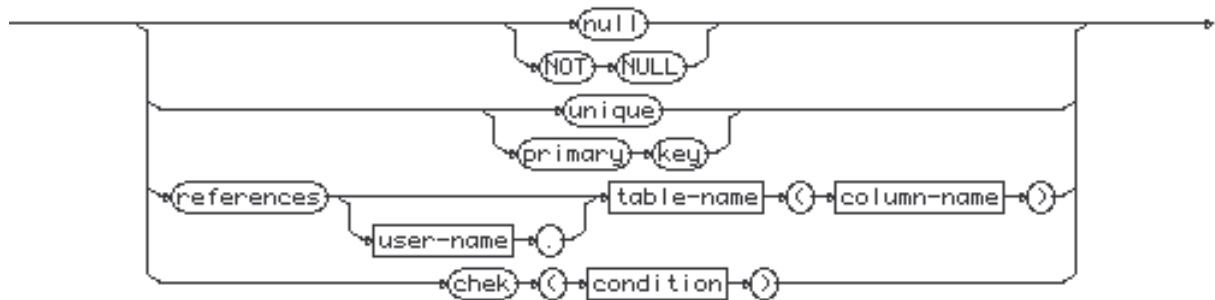 null
NOT NULL
unique
primary key
references table-name ( column-name )
user-name .
chek ( condition )